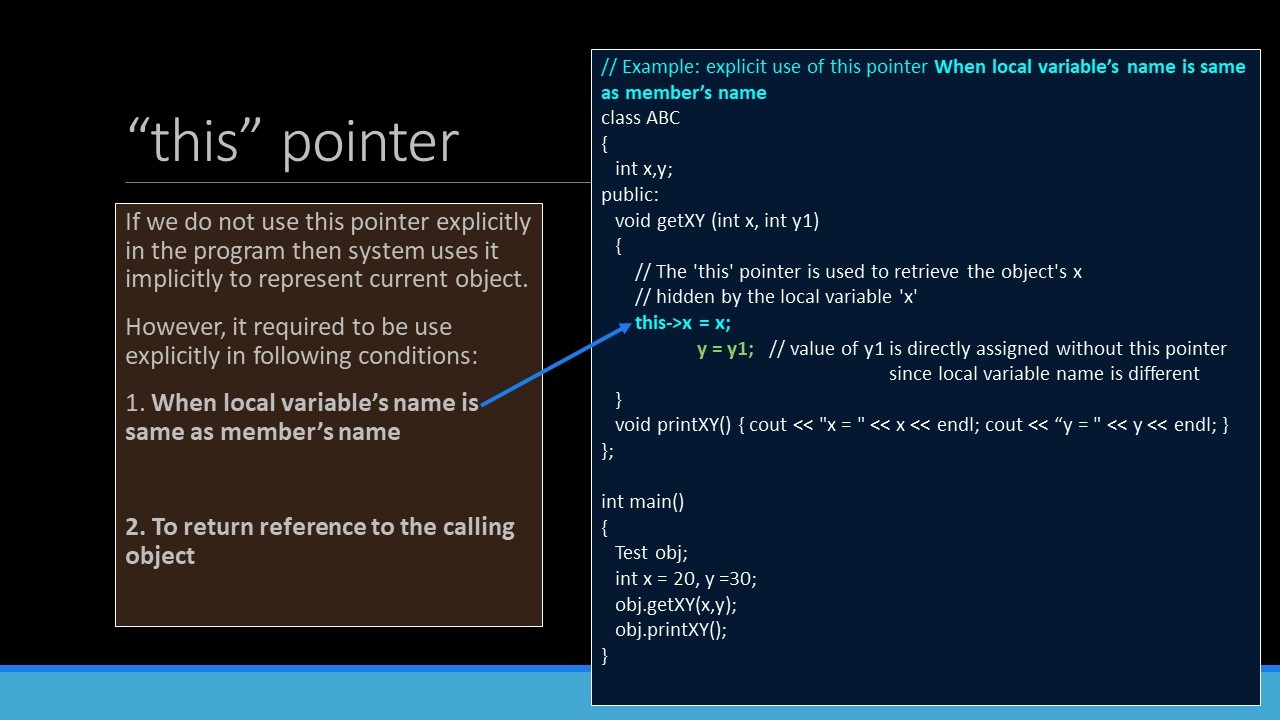 “this” pointer
If we do not use this pointer explicitly
in the program then system uses it
implicitly to represent current object.
However, it required to be use
explicitly in following conditions:
1. When local variable’s name is
same as member’s name
2. To return reference to the calling
object
// Example: explicit use of this pointer When local variable’s name is same
as member’s name
class ABC
{
int x,y;
public:
void getXY (int x, int y1)
{
// The 'this' pointer is used to retrieve the object's x
// hidden by the local variable 'x'
this->x = x;
y = y1; // value of y1 is directly assigned without this pointer
since local variable name is different
}
void printXY() { cout << "x = " << x << endl; cout << “y = " << y << endl; }
};
int main()
{
Test obj;
int x = 20, y =30;
obj.getXY(x,y);
obj.printXY();
}